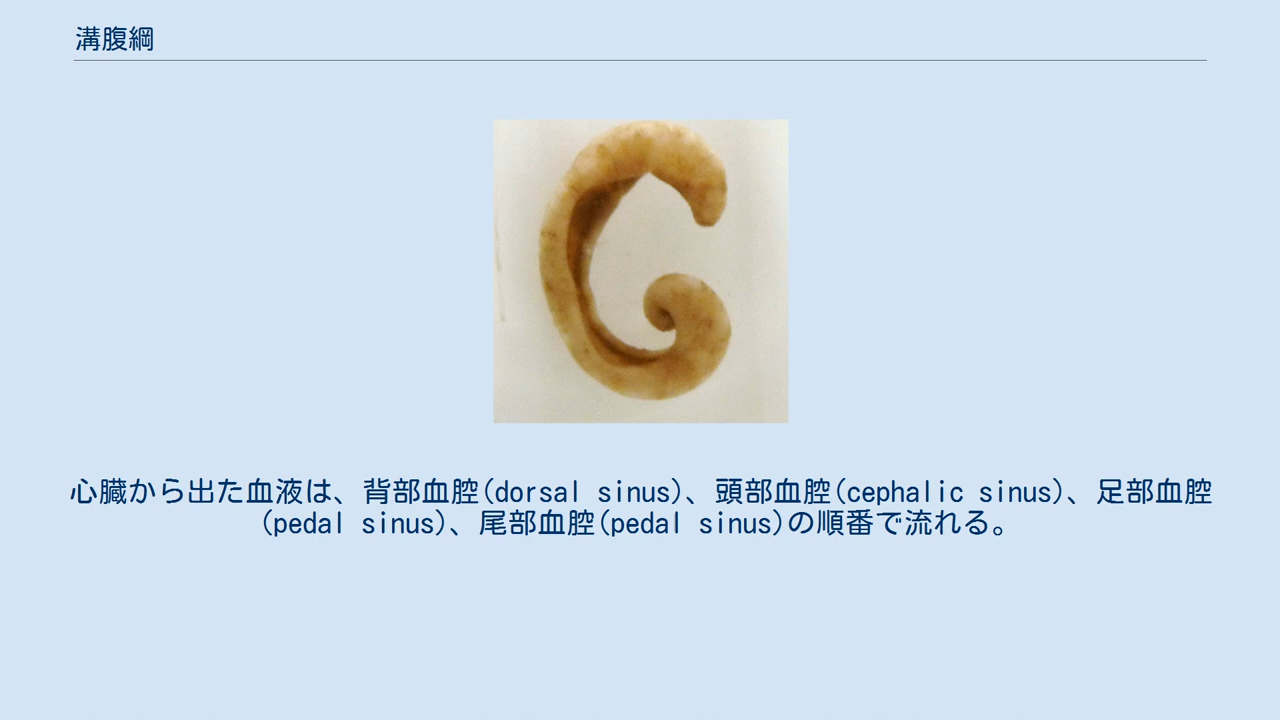 溝腹綱
心臓から出た血液は、背部血腔(dorsal sinus)、頭部血腔(cephalic sinus)、足部血腔
(pedal sinus)、尾部血腔(pedal sinus)の順番で流れる。